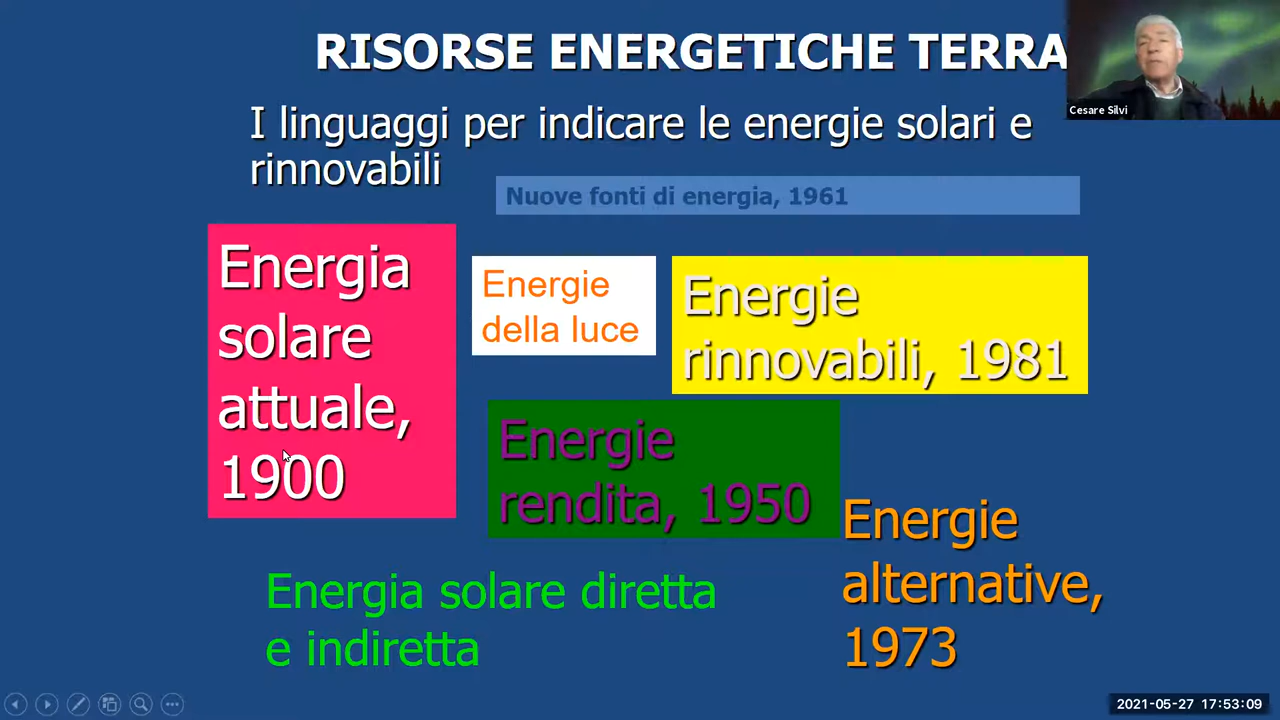 RISORSE ENERGETICHE TERRA
Cesare Silvi
I linguaggi per indicare le energie solari e
rinnovabili
Nuove fonti di energia, 1961
Energia
solare
attuale,
1900
Energie
della luce
Energie
rinnovabili, 1981
Energie
rendita, 1950
Energie
alternative,
1973
Energia solare diretta
e indiretta
2021-05-27 17:53:09